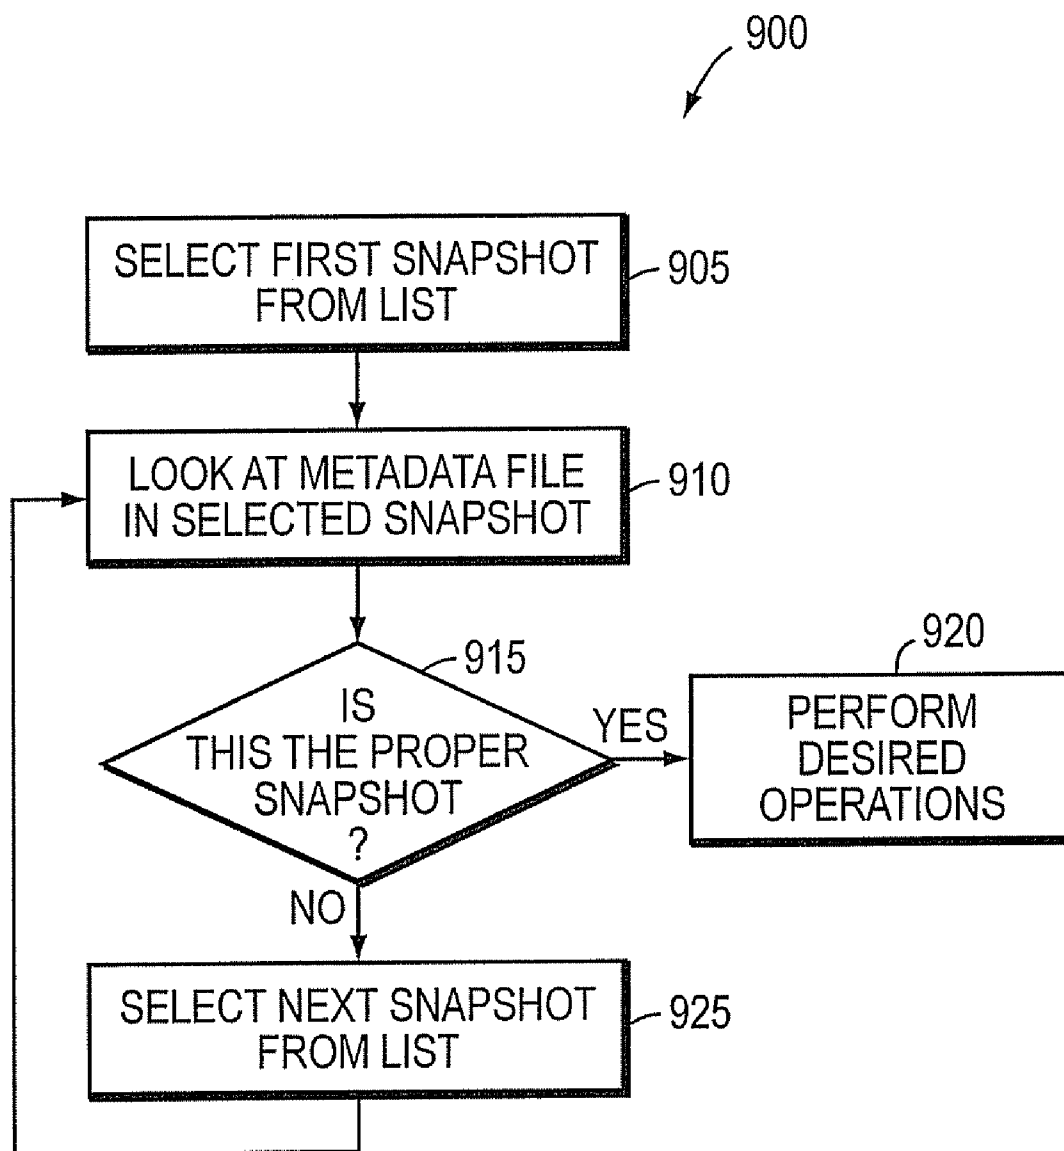 900
SELECT FIRST SNAPSHOT
FROM LIST
905
LOOK AT METADATA FILE
IN SELECTED SNAPSHOT
910
915
IS
THIS THE PROPER
SNAPSHOT
?
YES
920
PERFORM
DESIRED
OPERATIONS
NO
SELECT NEXT SNAPSHOT
FROM LIST
925